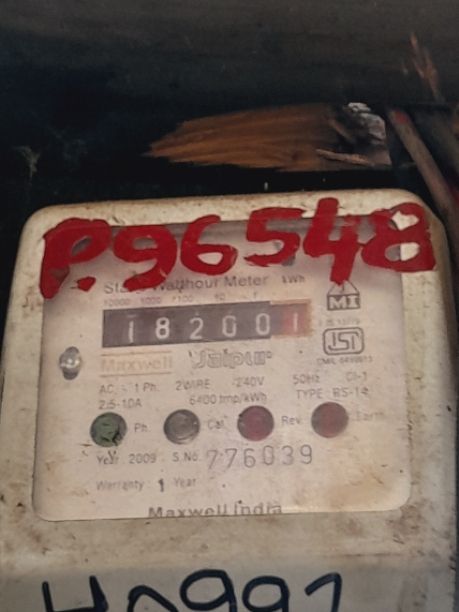 P.96548
Static Watthour Meter kWh
10000 1000 100 10 1
182001
MI
ISI
Maxwell Jaipur
AC 1 Ph. 2WIRE 240V 50Hz Cl-1
2.5-10A 6400 Imp/kWh TYPE BS-14
Ph. Cal. Rev. Earth
Year 2009 S.No. 776039
Warranty 1 Year
Maxwell India